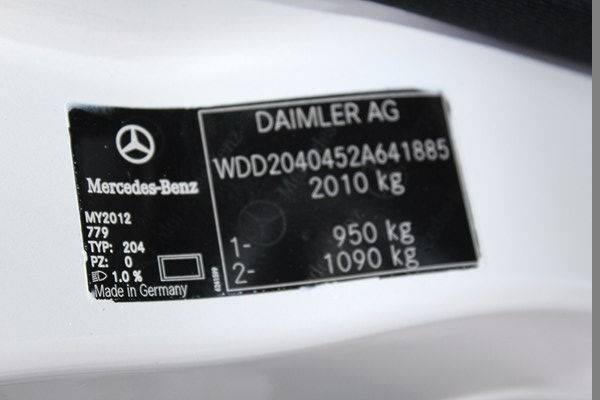 Mercedes-Benz
MY2012
779
TYP: 204
PZ: 0
1.0 %
Made in Germany
DAIMLER AG
WDD2040452A641885
2010 kg
1- 950 kg
2- 1090 kg